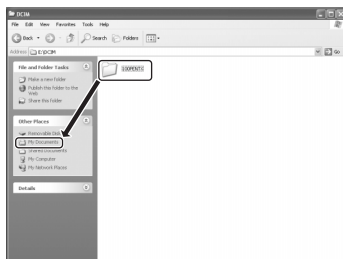 DCIM
File Edit View Favorites Tools Help
Back Search Folders
Address E:\DCIM Go
File and Folder Tasks
Make a new folder
Publish this folder to the
Web
Share this folder
100PENTX
Other Places
Removable Disk
My Documents
Shared Documents
My Computer
My Network Places
Details